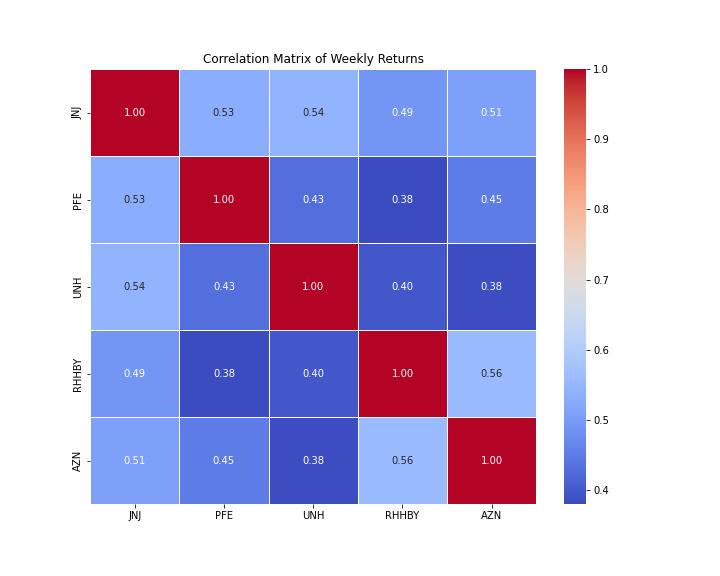 Correlation Matrix of Weekly Returns
JNJ 1.00 0.53 0.54 0.49 0.51
PFE 0.53 1.00 0.43 0.38 0.45
UNH 0.54 0.43 1.00 0.40 0.38
RHHBY 0.49 0.38 0.40 1.00 0.56
AZN 0.51 0.45 0.38 0.56 1.00
JNJ PFE UNH RHHBY AZN
1.0
0.9
0.8
0.7
0.6
0.5
0.4